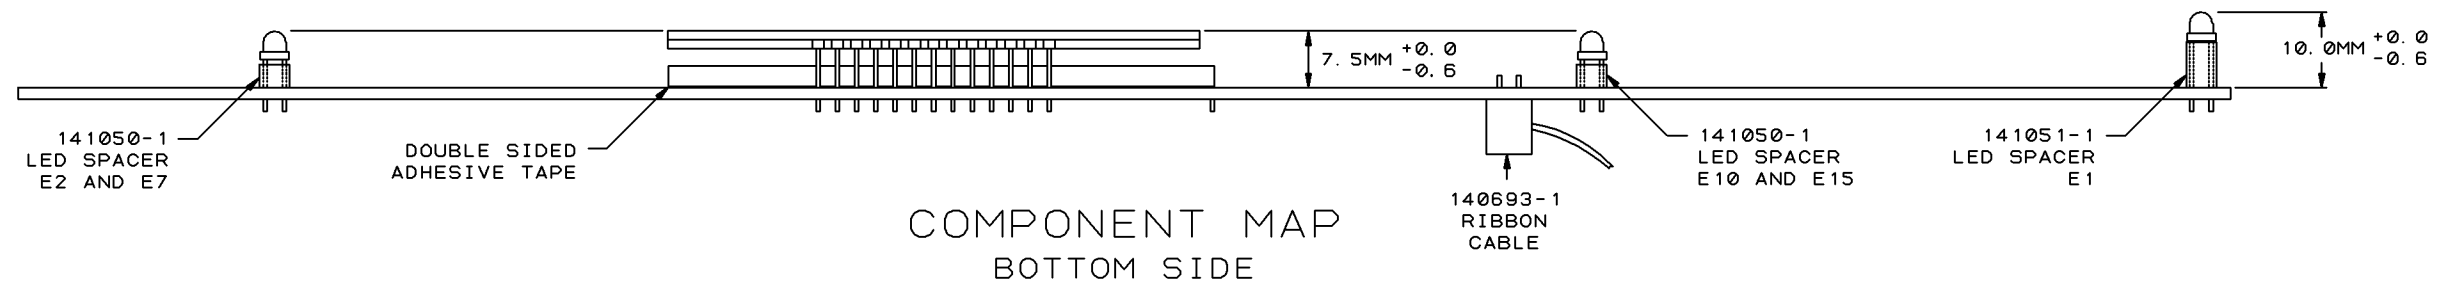 7.5MM +0.0
-0.6
10.0MM +0.0
-0.6
141050-1
LED SPACER
E2 AND E7
DOUBLE SIDED
ADHESIVE TAPE
140693-1
RIBBON
CABLE
141050-1
LED SPACER
E10 AND E15
141051-1
LED SPACER
E1
COMPONENT MAP
BOTTOM SIDE